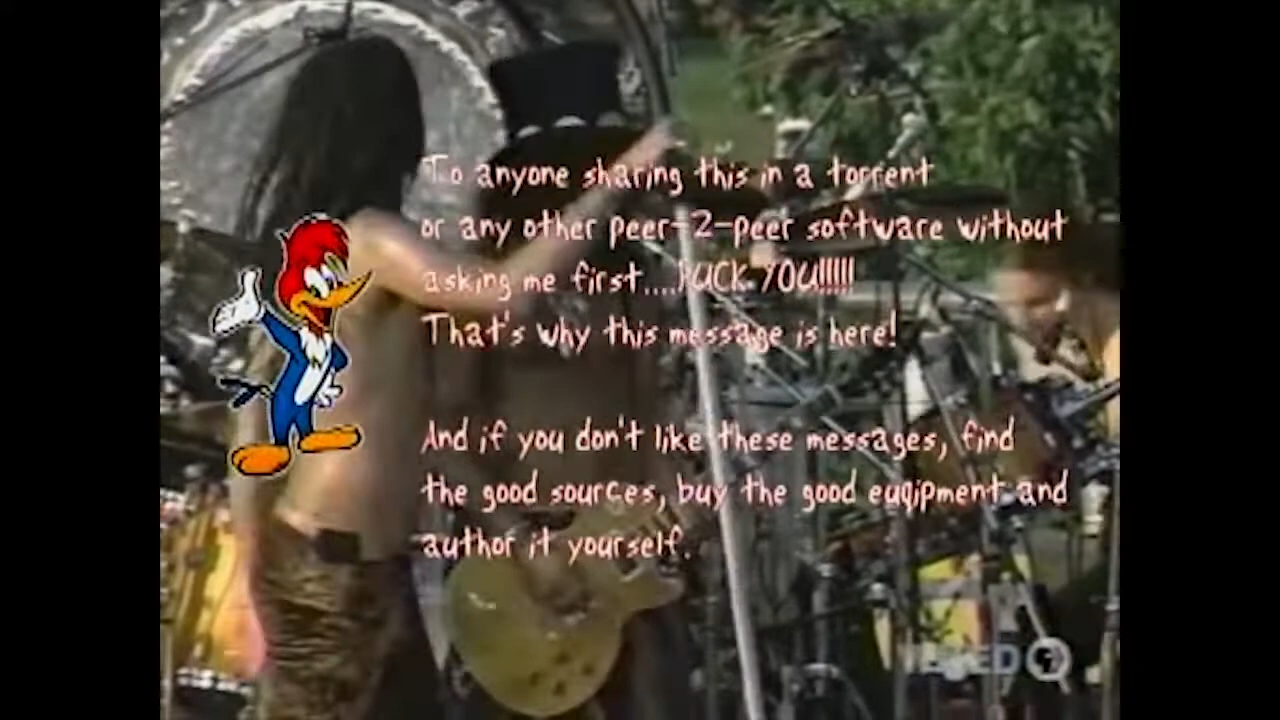 To anyone sharing this in a torrent
or any other peer-2-peer software without
asking me first....FUCK YOU!!!!!
That's why this message is here!
And if you don't like these messages, find
the good sources, buy the good euqipment and
author it yourself.
KQED